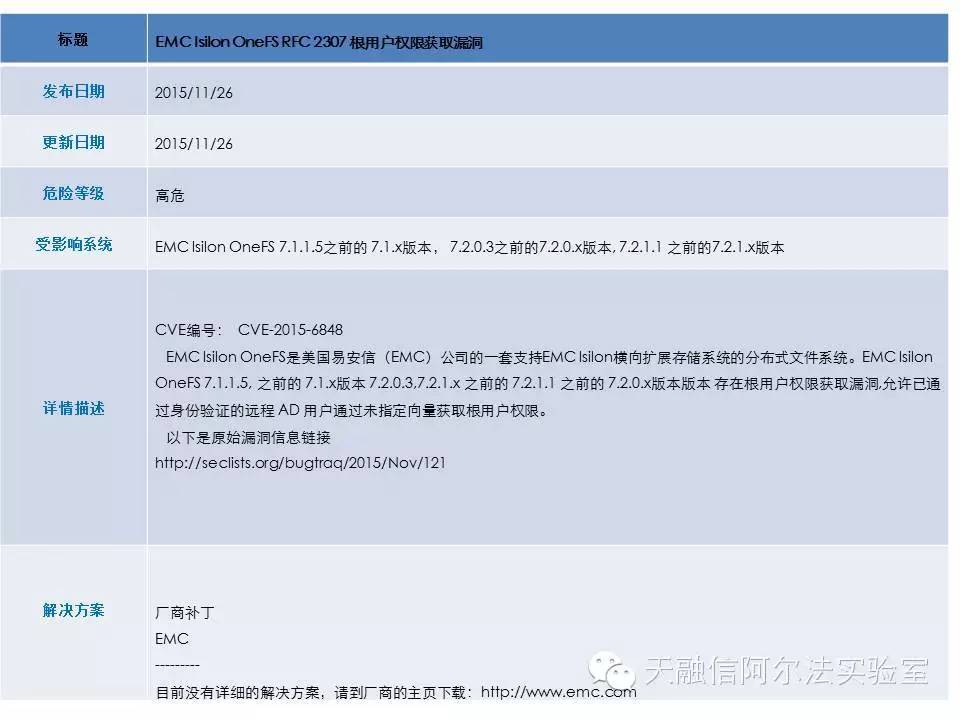 标题 EMC Isilon OneFS RFC 2307 根用户权限获取漏洞
发布日期 2015/11/26
更新日期 2015/11/26
危险等级 高危
受影响系统 EMC Isilon OneFS 7.1.1.5之前的 7.1.x版本， 7.2.0.3之前的7.2.0.x版本, 7.2.1.1 之前的7.2.1.x版本
详情描述
CVE编号： CVE-2015-6848
EMC Isilon OneFS是美国易安信（EMC）公司的一套支持EMC Isilon横向扩展存储系统的分布式文件系统。EMC Isilon
OneFS 7.1.1.5, 之前的 7.1.x版本 7.2.0.3,7.2.1.x 之前的 7.2.1.1 之前的 7.2.0.x版本版本 存在根用户权限获取漏洞,允许已通
过身份验证的远程 AD 用户通过未指定向量获取根用户权限。
以下是原始漏洞信息链接
http://seclists.org/bugtraq/2015/Nov/121
解决方案
厂商补丁
EMC
---------
目前没有详细的解决方案，请到厂商的主页下载：http://www.emc.com
天融信阿尔法实验室